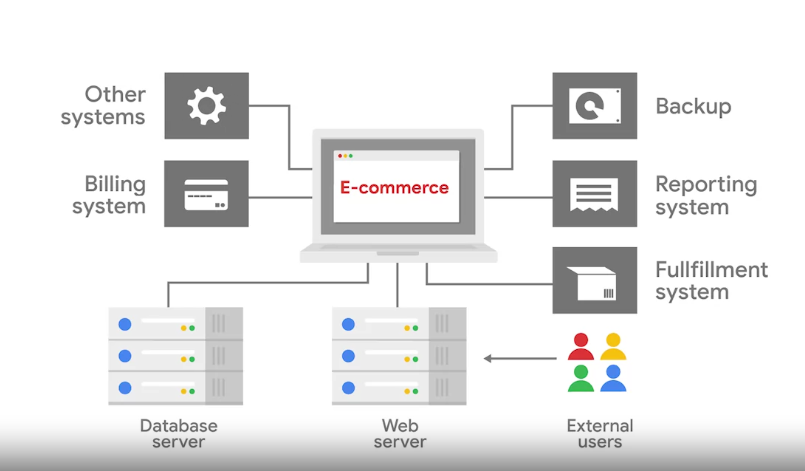 Other
systems
Billing
system
E-commerce
Backup
Reporting
system
Fullfillment
system
Database
server
Web
server
External
users